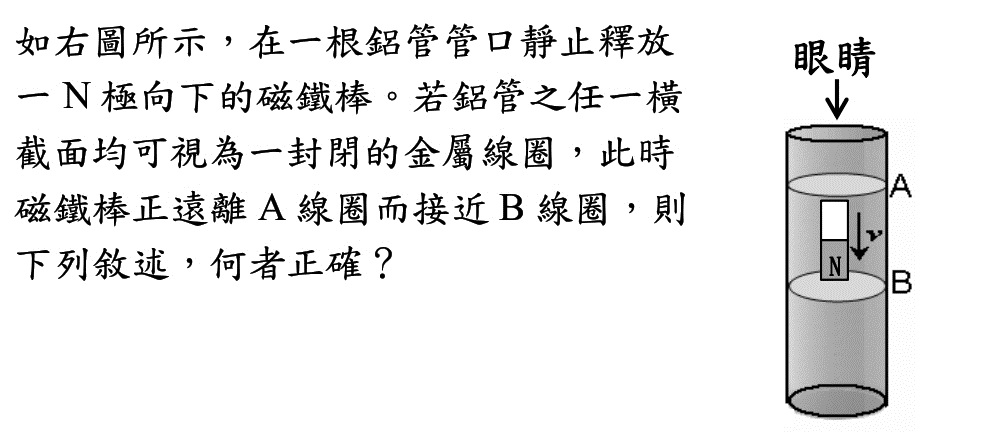 如右圖所示，在一根鋁管管口靜止釋放
一 N 極向下的磁鐵棒。若鋁管之任一橫
截面均可視為一封閉的金屬線圈，此時
磁鐵棒正遠離 A 線圈而接近 B 線圈，則
下列敘述，何者正確？
眼睛
A
v
N
B